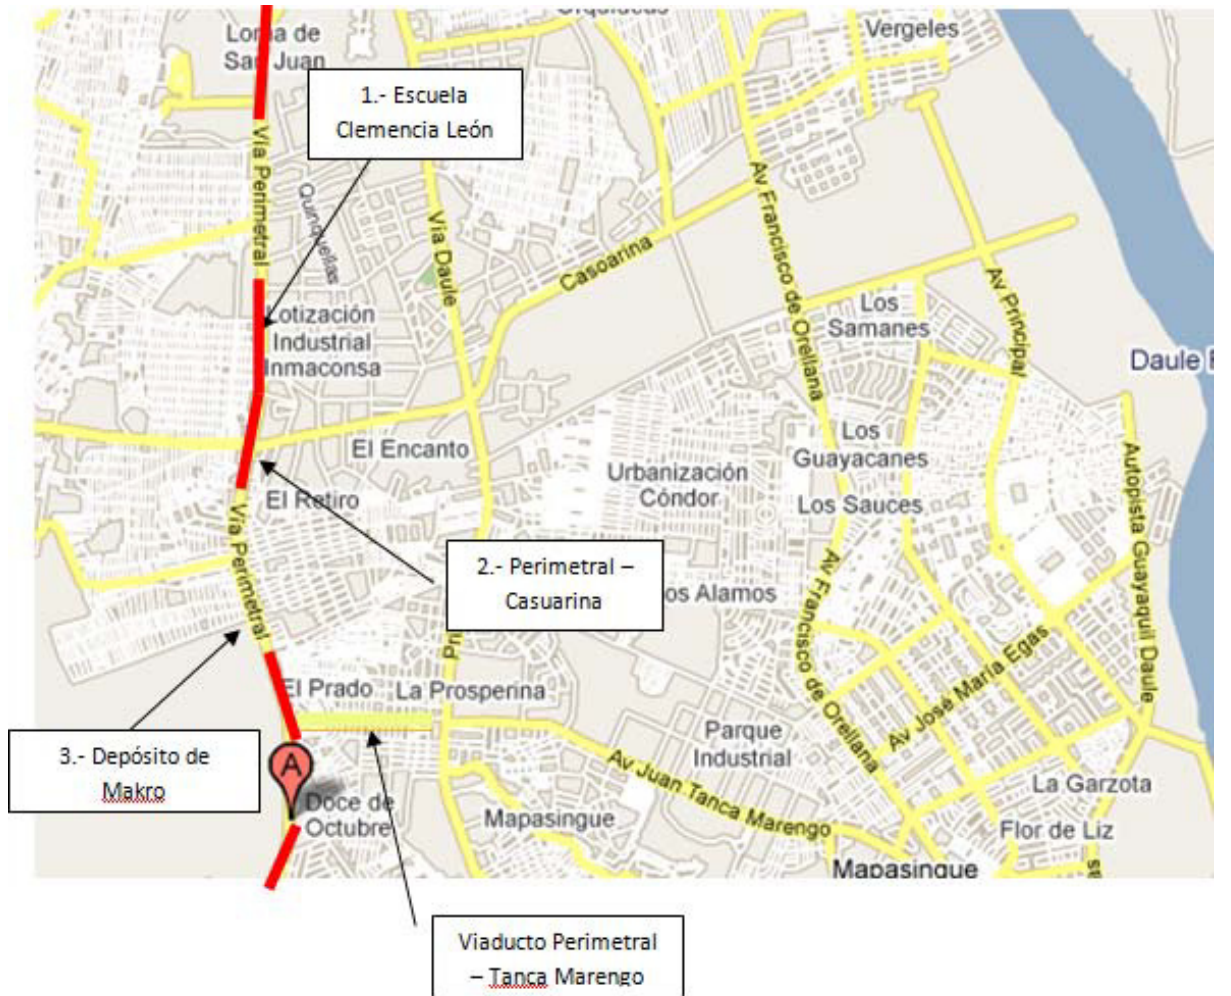 Orquídeas
Loma de
San Juan
Vergeles
1.- Escuela
Clemencia León
Vía Perimetral
Quinquelias
Vía Daule
Av Francisco de Orellana
Casoarina
Av Principal
Los
Samanes
Lotización
Industrial
Inmaconsa
Daule
El Encanto
Los
Guayacanes
Urbanización
Cóndor
Los Sauces
El Retiro
Autopista Guayaquil Daule
Vía Perimetral
2.- Perimetral –
Casuarina
os Alamos
Av Francisco de Orellana
Av José María Egas
El Prado
La Prosperina
3.- Depósito de
Makro
A
Parque
Industrial
Av Juan Tanca Marengo
La Garzota
Doce de
Octubre
Mapasingue
Flor de Liz
Mapasingue
Viaducto Perimetral
– Tanca Marengo